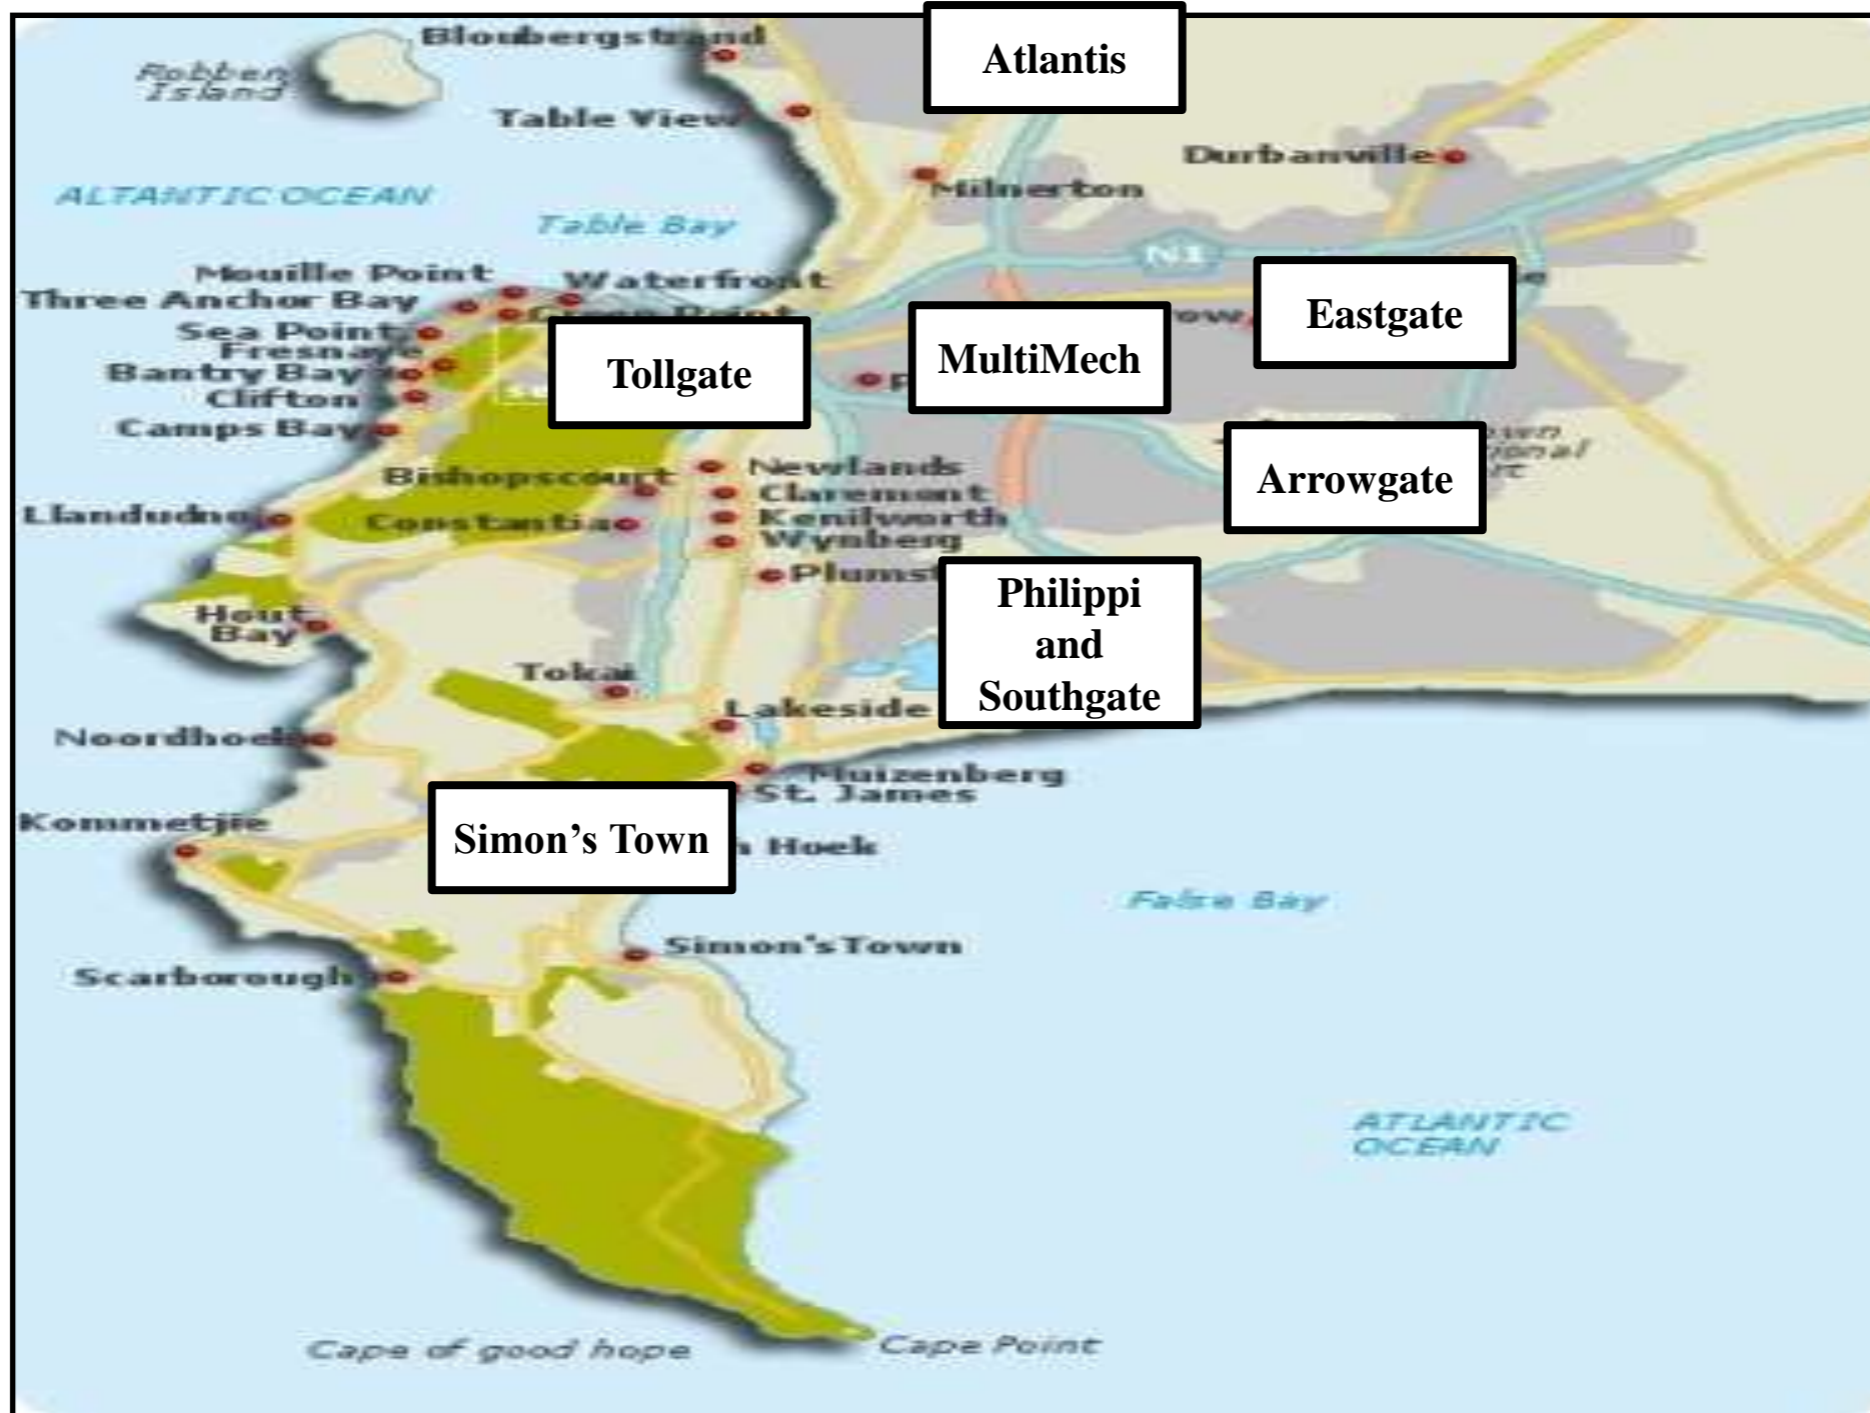 Bloubergstrand
Atlantis
Robben
Island
Table View
Durbanville
Milnerton
ALTANTIC OCEAN
Table Bay
N1
Mouille Point
Waterfront
Three Anchor Bay
Green Point
Eastgate
Sea Point
Fresnaye
MultiMech
Tollgate
Bantry Bay
Clifton
Camps Bay
Newlands
Bishopscourt
Arrowgate
Claremont
Llandudno
Constantia
Kenilworth
Wynberg
Philippi
and
Southgate
Hout
Bay
Tokai
Lakeside
Noordhoek
Muizenberg
St. James
Kommetjie
Simon’s Town
Hoek
False Bay
Simon's Town
Scarborough
ATLANTIC
OCEAN
Cape of good hope
Cape Point